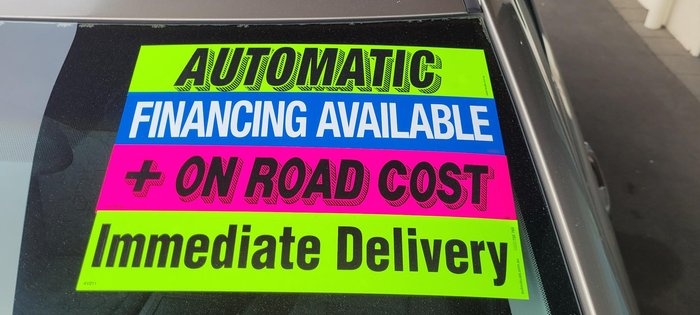 AUTOMATIC
FINANCING AVAILABLE
+ ON ROAD COST
Immediate Delivery